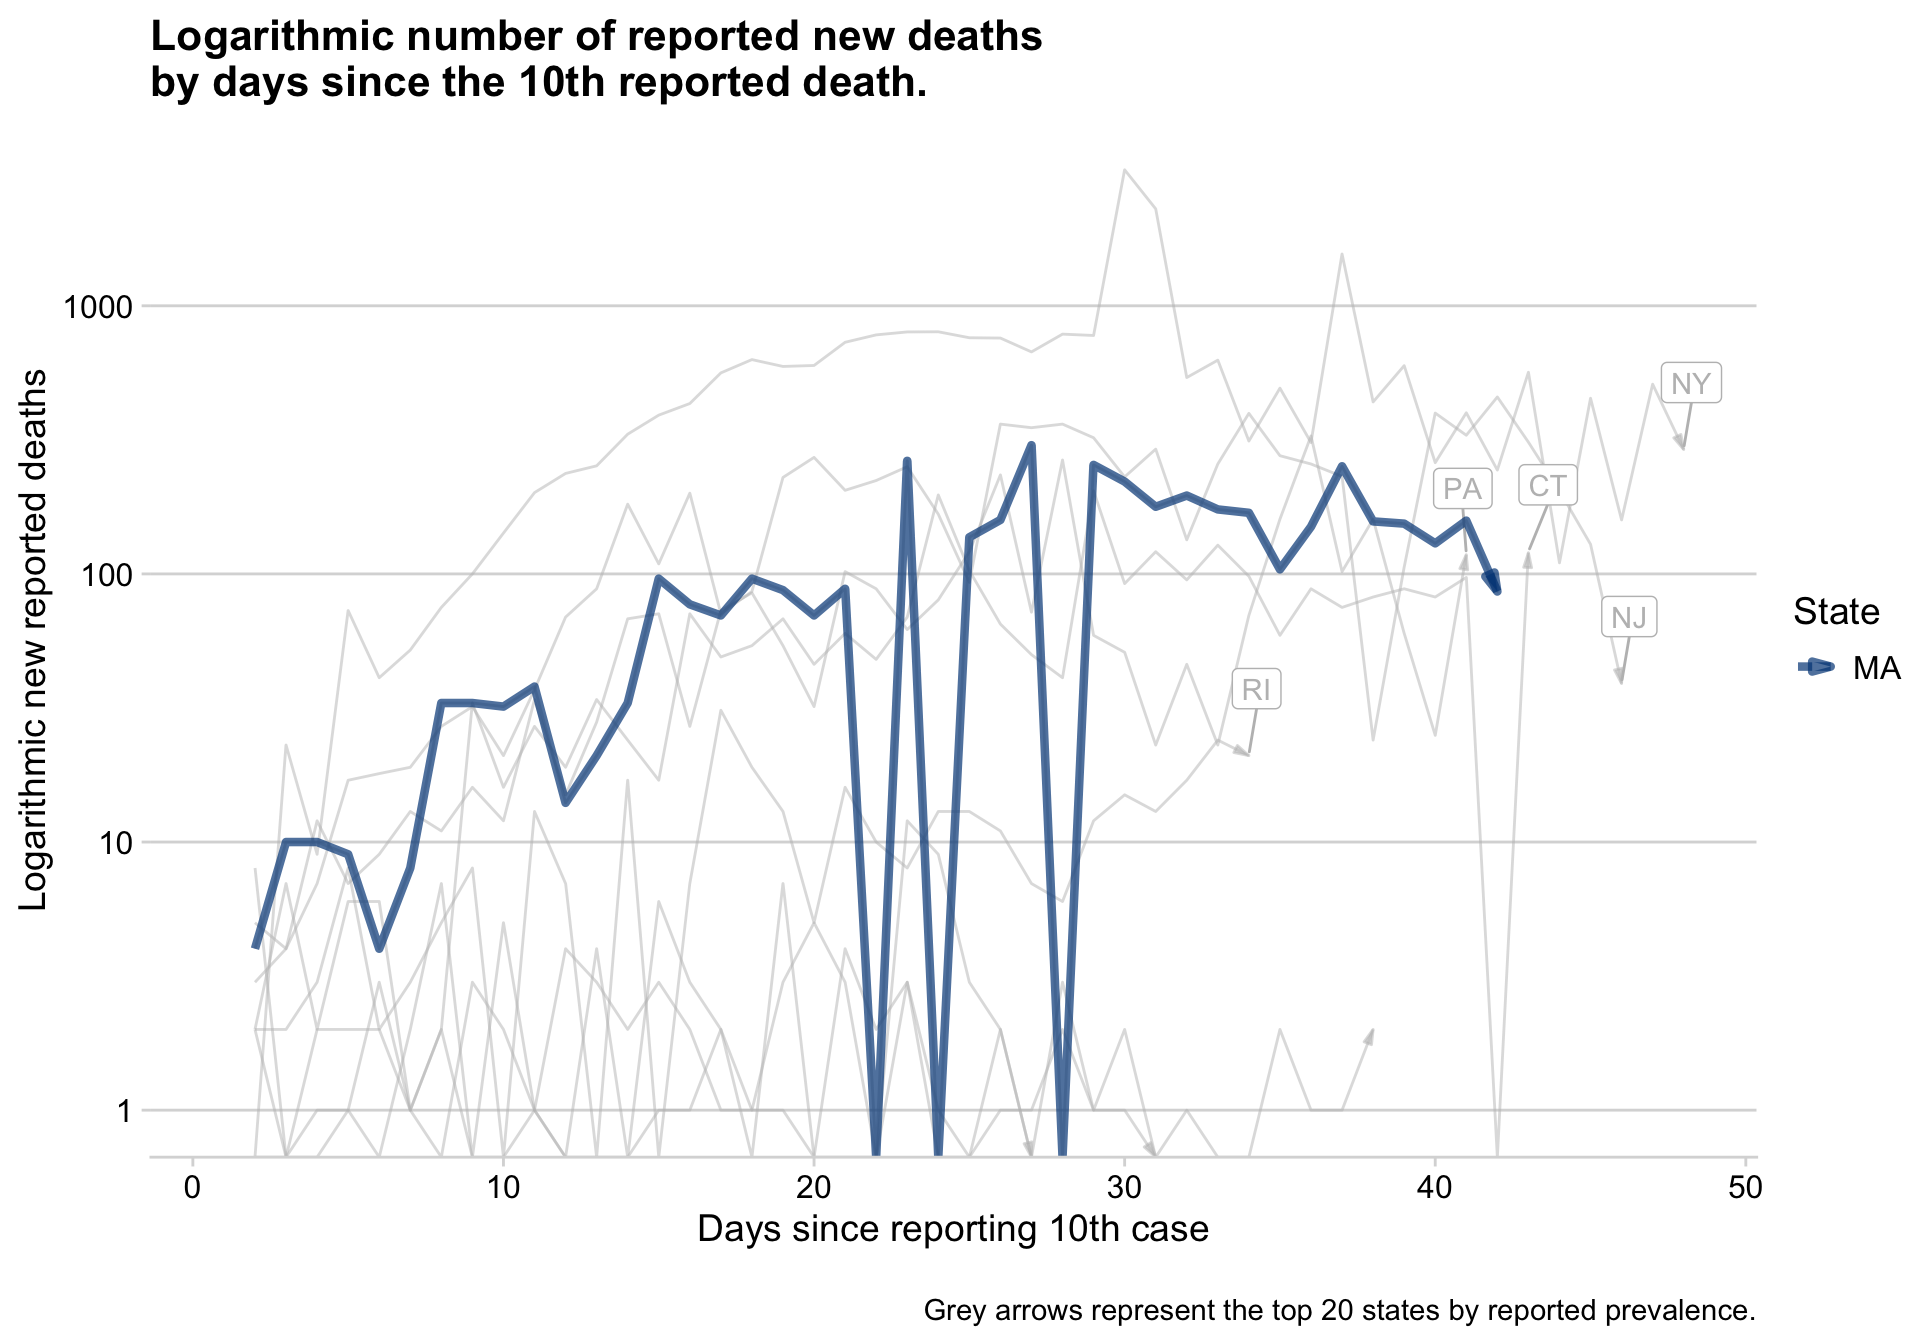 Logarithmic number of reported new deaths
by days since the 10th reported death.
Logarithmic new reported deaths
1000
100
10
1
NY
PA
CT
NJ
RI
State
MA
0
10
20
30
40
50
Days since reporting 10th case
Grey arrows represent the top 20 states by reported prevalence.